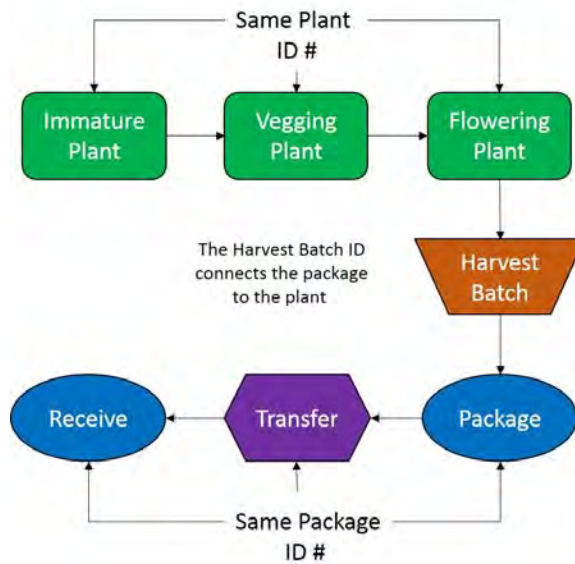 Same Plant
ID #
Immature
Plant
Vegging
Plant
Flowering
Plant
The Harvest Batch ID
connects the package
to the plant
Harvest
Batch
Receive
Transfer
Package
Same Package
ID #